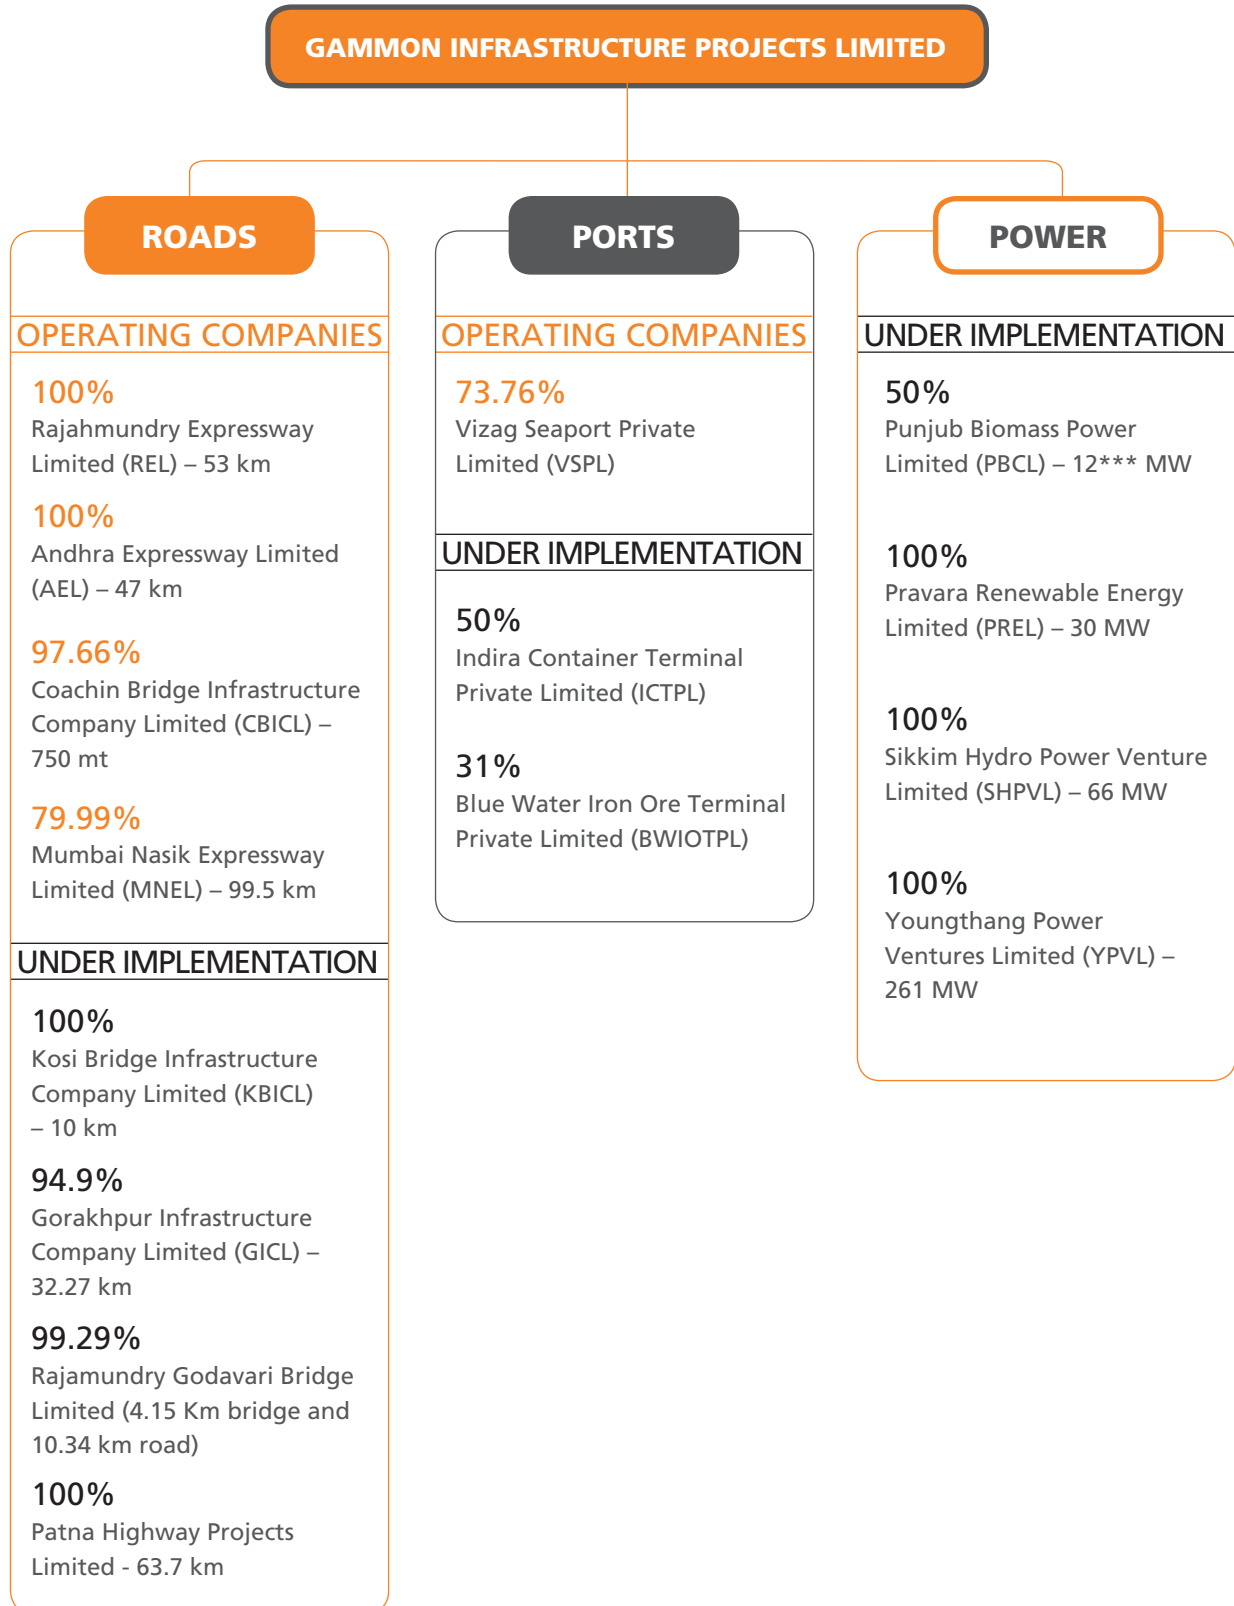 GAMMON INFRASTRUCTURE PROJECTS LIMITED
ROADS
OPERATING COMPANIES
100%
Rajahmundry Expressway
Limited (REL) – 53 km
100%
Andhra Expressway Limited
(AEL) – 47 km
97.66%
Coachin Bridge Infrastructure
Company Limited (CBICL) –
750 mt
79.99%
Mumbai Nasik Expressway
Limited (MNEL) – 99.5 km
UNDER IMPLEMENTATION
100%
Kosi Bridge Infrastructure
Company Limited (KBICL)
– 10 km
94.9%
Gorakhpur Infrastructure
Company Limited (GICL) –
32.27 km
99.29%
Rajamundry Godavari Bridge
Limited (4.15 Km bridge and
10.34 km road)
100%
Patna Highway Projects
Limited - 63.7 km
PORTS
OPERATING COMPANIES
73.76%
Vizag Seaport Private
Limited (VSPL)
UNDER IMPLEMENTATION
50%
Indira Container Terminal
Private Limited (ICTPL)
31%
Blue Water Iron Ore Terminal
Private Limited (BWIOTPL)
POWER
UNDER IMPLEMENTATION
50%
Punjub Biomass Power
Limited (PBCL) – 12*** MW
100%
Pravara Renewable Energy
Limited (PREL) – 30 MW
100%
Sikkim Hydro Power Venture
Limited (SHPVL) – 66 MW
100%
Youngthang Power
Ventures Limited (YPVL) –
261 MW